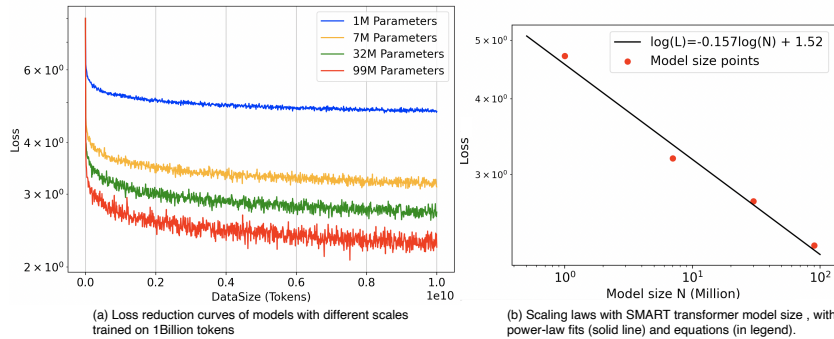 1M Parameters
7M Parameters
32M Parameters
99M Parameters
6 × 10⁰
4 × 10⁰
3 × 10⁰
2 × 10⁰
Loss
0.0 0.2 0.4 0.6 0.8 1.0
1e10
DataSize (Tokens)
(a) Loss reduction curves of models with different scales
trained on 1Billion tokens
log(L)=-0.157log(N) + 1.52
Model size points
5 × 10⁰
4 × 10⁰
3 × 10⁰
Loss
10⁰ 10¹ 10²
Model size N (Million)
(b) Scaling laws with SMART transformer model size , with
power-law fits (solid line) and equations (in legend).